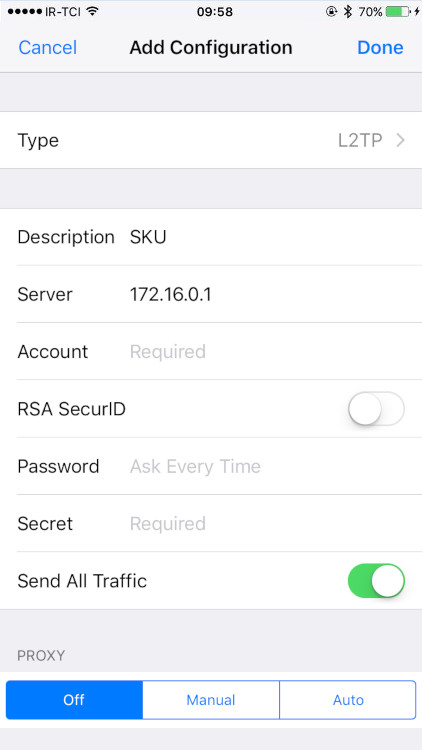 IR-TCI 09:58 70%
Cancel Add Configuration Done
Type L2TP
Description SKU
Server 172.16.0.1
Account Required
RSA SecurID
Password Ask Every Time
Secret Required
Send All Traffic
PROXY
Off Manual Auto